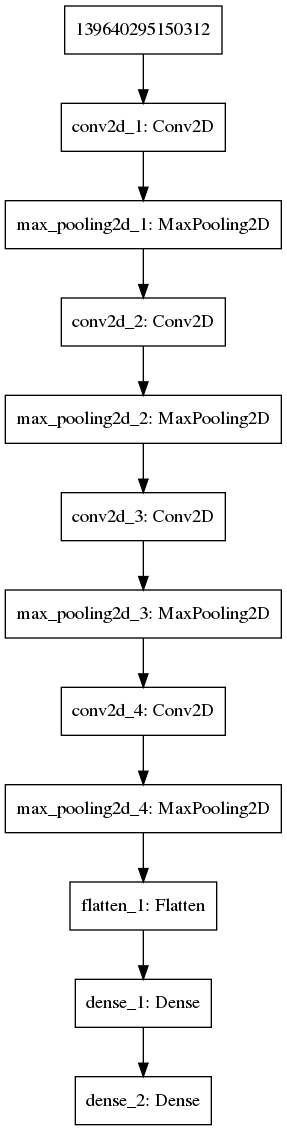 139640295150312
conv2d_1: Conv2D
max_pooling2d_1: MaxPooling2D
conv2d_2: Conv2D
max_pooling2d_2: MaxPooling2D
conv2d_3: Conv2D
max_pooling2d_3: MaxPooling2D
conv2d_4: Conv2D
max_pooling2d_4: MaxPooling2D
flatten_1: Flatten
dense_1: Dense
dense_2: Dense